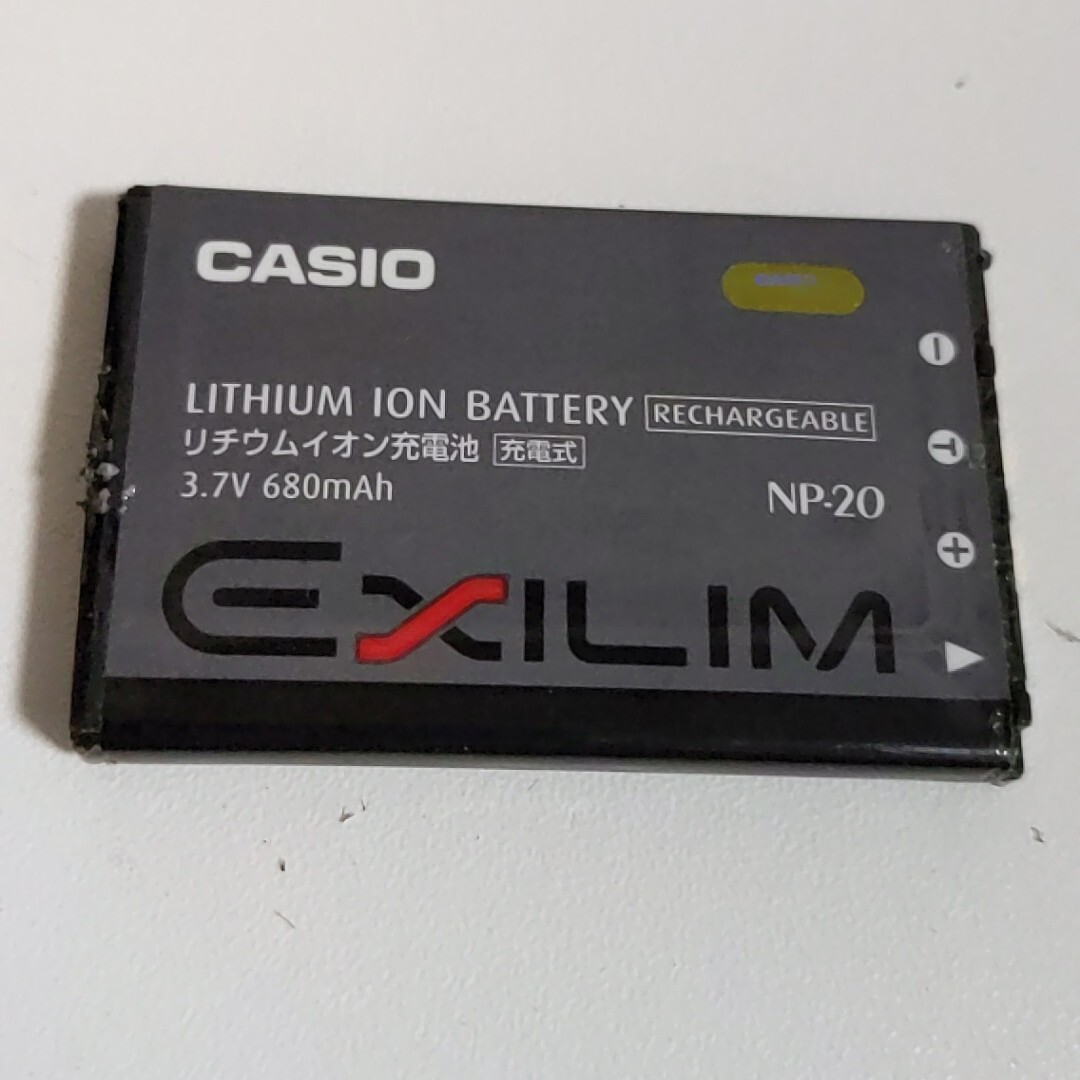 CASIO
LITHIUM ION BATTERY RECHARGEABLE
リチウムイオン充電池 充電式
3.7V 680mAh
NP-20
T
EXILIM